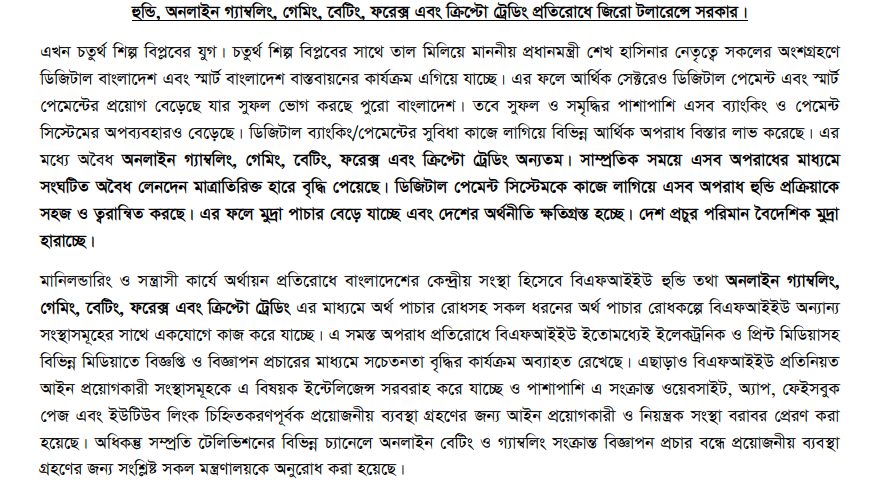 হুন্ডি, অনলাইন গ্যাম্বলিং, গেমিং, বেটিং, ফরেক্স এবং ক্রিপ্টো ট্রেডিং প্রতিরোধে জিরো টলারেন্সে সরকার।
এখন চতুর্থ শিল্প বিপ্লবের যুগ। চতুর্থ শিল্প বিপ্লবের সাথে তাল মিলিয়ে মাননীয় প্রধানমন্ত্রী শেখ হাসিনার নেতৃত্বে সকলের অংশগ্রহণে
ডিজিটাল বাংলাদেশ এবং স্মার্ট বাংলাদেশ বাস্তবায়নের কার্যক্রম এগিয়ে যাচ্ছে। এর ফলে আর্থিক সেক্টরেও ডিজিটাল পেমেন্ট এবং স্মার্ট
পেমেন্টের প্রয়োগ বেড়েছে যার সুফল ভোগ করছে পুরো বাংলাদেশ। তবে সুফল ও সমৃদ্ধির পাশাপাশি এসব ব্যাংকিং ও পেমেন্ট
সিস্টেমের অপব্যবহারও বেড়েছে। ডিজিটাল ব্যাংকিং/পেমেন্টের সুবিধা কাজে লাগিয়ে বিভিন্ন আর্থিক অপরাধ বিস্তার লাভ করেছে। এর
মধ্যে অবৈধ অনলাইন গ্যাম্বলিং, গেমিং, বেটিং, ফরেক্স এবং ক্রিপ্টো ট্রেডিং অন্যতম। সাম্প্রতিক সময়ে এসব অপরাধের মাধ্যমে
সংঘটিত অবৈধ লেনদেন মাত্রাতিরিক্ত হারে বৃদ্ধি পেয়েছে। ডিজিটাল পেমেন্ট সিস্টেমকে কাজে লাগিয়ে এসব অপরাধ হুন্ডি প্রক্রিয়াকে
সহজ ও ত্বরান্বিত করছে। এর ফলে মুদ্রা পাচার বেড়ে যাচ্ছে এবং দেশের অর্থনীতি ক্ষতিগ্রস্ত হচ্ছে। দেশ প্রচুর পরিমান বৈদেশিক মুদ্রা
হারাচ্ছে।
মানিলন্ডারিং ও সন্ত্রাসী কার্যে অর্থায়ন প্রতিরোধে বাংলাদেশের কেন্দ্রীয় সংস্থা হিসেবে বিএফআইইউ হুন্ডি তথা অনলাইন গ্যাম্বলিং,
গেমিং, বেটিং, ফরেক্স এবং ক্রিপ্টো ট্রেডিং এর মাধ্যমে অর্থ পাচার রোধসহ সকল ধরনের অর্থ পাচার রোধকল্পে বিএফআইইউ অন্যান্য
সংস্থাসমূহের সাথে একযোগে কাজ করে যাচ্ছে। এ সমস্ত অপরাধ প্রতিরোধে বিএফআইইউ ইতোমধ্যেই ইলেকট্রনিক ও প্রিন্ট মিডিয়াসহ
বিভিন্ন মিডিয়াতে বিজ্ঞপ্তি ও বিজ্ঞাপন প্রচারের মাধ্যমে সচেতনতা বৃদ্ধির কার্যক্রম অব্যাহত রেখেছে। এছাড়াও বিএফআইইউ প্রতিনিয়ত
আইন প্রয়োগকারী সংস্থাসমূহকে এ বিষয়ক ইন্টেলিজেন্স সরবরাহ করে যাচ্ছে ও পাশাপাশি এ সংক্রান্ত ওয়েবসাইট, অ্যাপ, ফেইসবুক
পেজ এবং ইউটিউব লিংক চিহ্নিতকরণপূর্বক প্রয়োজনীয় ব্যবস্থা গ্রহণের জন্য আইন প্রয়োগকারী ও নিয়ন্ত্রক সংস্থা বরাবর প্রেরণ করা
হয়েছে। অধিকন্তু সম্প্রতি টেলিভিশনের বিভিন্ন চ্যানেলে অনলাইন বেটিং ও গ্যাম্বলিং সংক্রান্ত বিজ্ঞাপন প্রচার বন্ধে প্রয়োজনীয় ব্যবস্থা
গ্রহণের জন্য সংশ্লিষ্ট সকল মন্ত্রণালয়কে অনুরোধ করা হয়েছে।